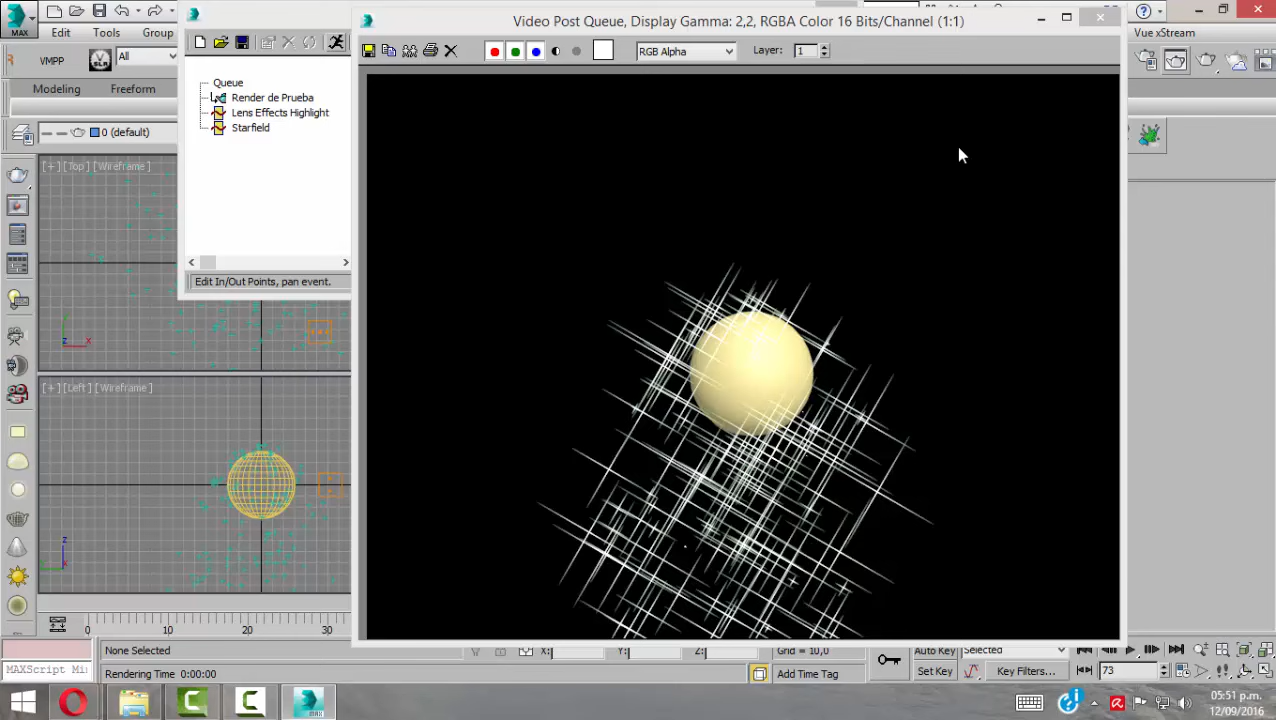 MAX
Edit
Tools
Group
VMPP
All
Modeling
Freeform
0 (default)
[+] [Top] [Wireframe ]
[+] [Left] [Wireframe ]
Queue
Render de Prueba
Lens Effects Highlight
Starfield
Edit In/Out Points, pan event.
Video Post Queue, Display Gamma: 2,2, RGBA Color 16 Bits/Channel (1:1)
RGB Alpha
Layer: 1
Vue xStream
0
10
20
30
None Selected
X:
Y:
Z:
Grid = 10,0
Auto Key
Selected
MAXScript Mi
Rendering Time 0:00:00
Add Time Tag
Set Key
Key Filters...
73
05:51 p.m.
12/09/2016